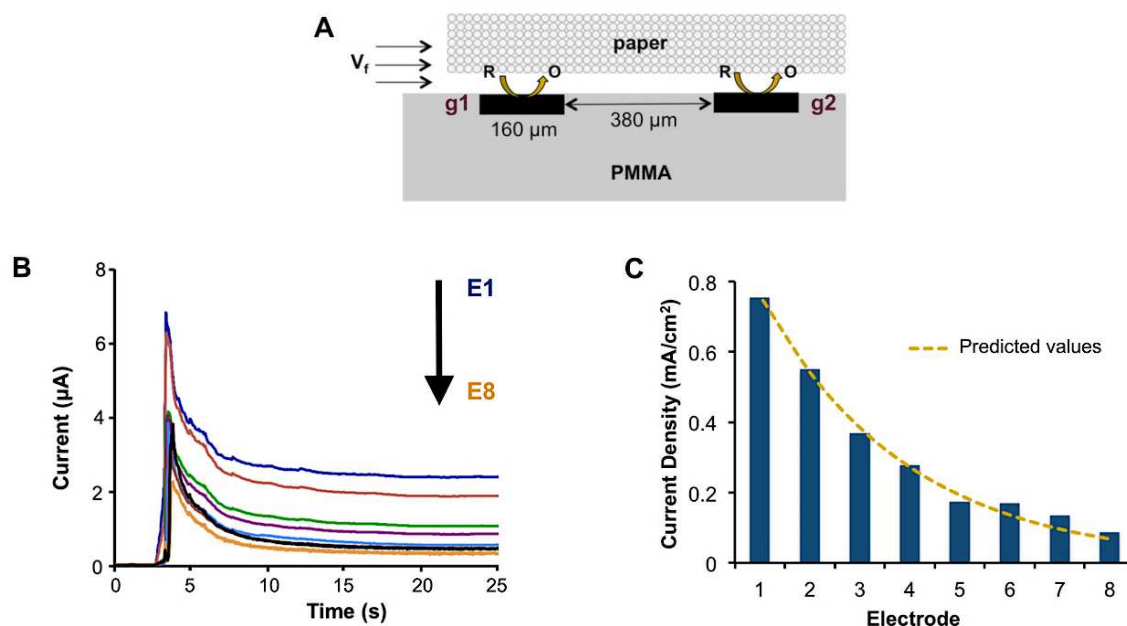 A
paper
Vf
R O R O
g1 g2
160 µm 380 µm
PMMA
B
8
6
4
2
0
Current (µA)
0 5 10 15 20 25
Time (s)
E1
E8
C
0.8
0.6
0.4
0.2
0
Current Density (mA/cm²)
Predicted values
1 2 3 4 5 6 7 8
Electrode